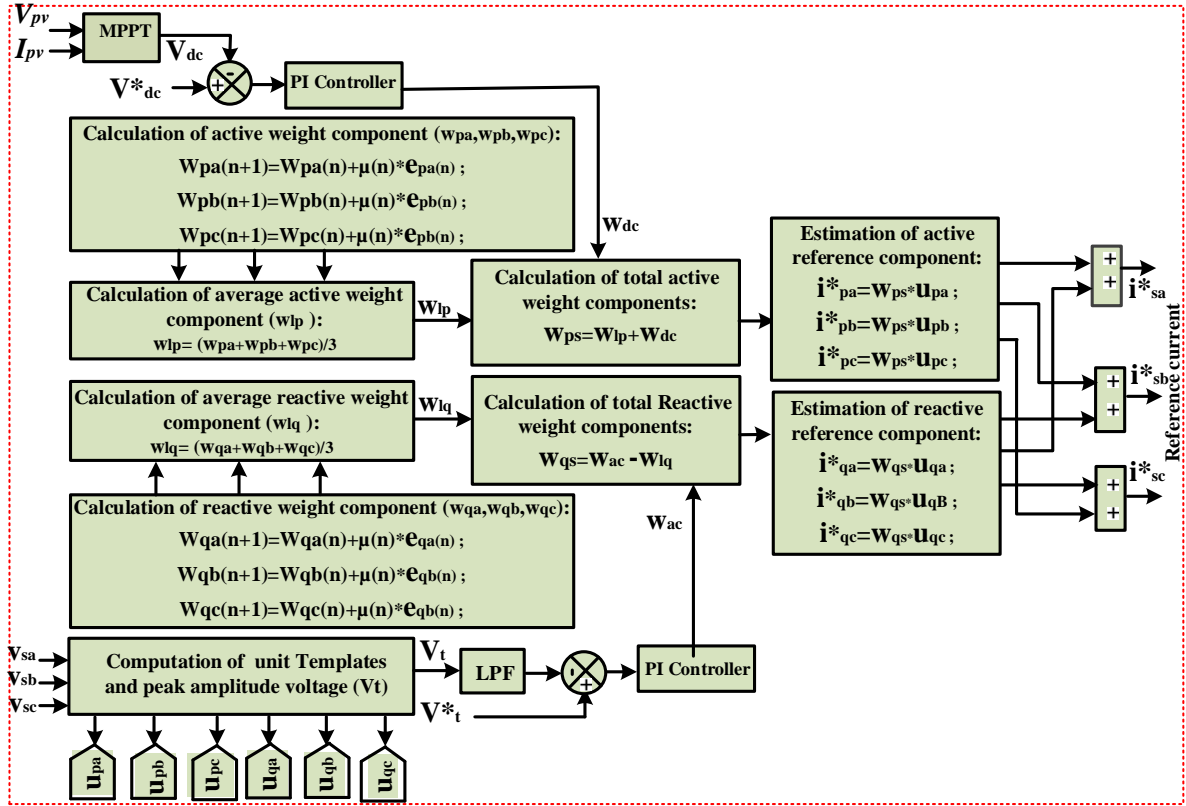 Vpv
Ipv
MPPT
Vdc
V*dc
-
+
PI Controller
Calculation of active weight component (wpa,wpb,wpc):
Wpa(n+1)=Wpa(n)+μ(n)*epa(n) ;
Wpb(n+1)=Wpb(n)+μ(n)*epb(n) ;
Wpc(n+1)=Wpc(n)+μ(n)*epb(n) ;
wdc
Calculation of average active weight
component (wlp ):
wlp= (wpa+wpb+wpc)/3
wlp
Calculation of total active
weight components:
wps=wlp+wdc
Estimation of active
reference component:
i*pa=wps*upa ;
i*pb=wps*upb ;
i*pc=wps*upc ;
+
+
i*sa
Calculation of average reactive weight
component (wlq ):
wlq= (wqa+wqb+wqc)/3
wlq
Calculation of total Reactive
weight components:
wqs=wac -wlq
Estimation of reactive
reference component:
i*qa=wqs*uqa ;
i*qb=wqs*uqB ;
i*qc=wqs*uqc ;
+
+
i*sb
+
+
i*sc
Reference current
Calculation of reactive weight component (wqa,wqb,wqc):
Wqa(n+1)=Wqa(n)+μ(n)*eqa(n) ;
Wqb(n+1)=Wqb(n)+μ(n)*eqb(n) ;
Wqc(n+1)=Wqc(n)+μ(n)*eqb(n) ;
wac
vsa
vsb
vsc
Computation of unit Templates
and peak amplitude voltage (Vt)
Vt
LPF
-
+
PI Controller
V*t
upa
upb
upc
uqa
uqb
uqc